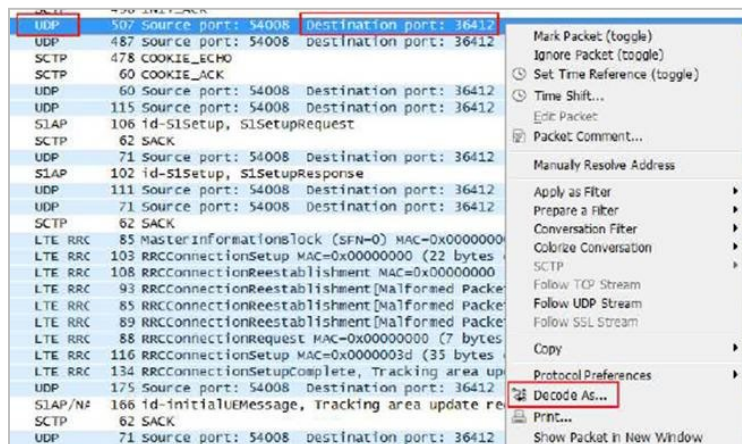 SCTP 498 INIT_ACK
UDP 507 Source port: 54008 Destination port: 36412
UDP 487 Source port: 54008 Destination port: 36412
SCTP 478 COOKIE_ECHO
SCTP 60 COOKIE_ACK
UDP 60 Source port: 54008 Destination port: 36412
UDP 115 Source port: 54008 Destination port: 36412
S1AP 106 id-S1Setup, S1SetupRequest
SCTP 62 SACK
UDP 71 Source port: 54008 Destination port: 36412
S1AP 102 id-S1Setup, S1SetupResponse
UDP 111 Source port: 54008 Destination port: 36412
UDP 71 Source port: 54008 Destination port: 36412
SCTP 62 SACK
LTE RRC 85 MasterInformationBlock (SFN=0) MAC=0x00000000
LTE RRC 103 RRCConnectionSetup MAC=0x00000000 (22 bytes
LTE RRC 108 RRCConnectionReestablishment MAC=0x00000000
LTE RRC 93 RRCConnectionReestablishment[Malformed Packe
LTE RRC 85 RRCConnectionReestablishment[Malformed Packe
LTE RRC 89 RRCConnectionReestablishment[Malformed Packe
LTE RRC 88 RRCConnectionRequest MAC=0x00000000 (7 bytes
LTE RRC 116 RRCConnectionSetup MAC=0x0000003d (35 bytes
LTE RRC 134 RRCConnectionSetupComplete, Tracking area up
UDP 175 Source port: 54008 Destination port: 36412
S1AP/NA 166 id-initialUEMessage, Tracking area update re
SCTP 62 SACK
UDP 71 Source port: 54008 Destination port: 36412
Mark Packet (toggle)
Ignore Packet (toggle)
Set Time Reference (toggle)
Time Shift...
Edit Packet
Packet Comment...
Manually Resolve Address
Apply as Filter
Prepare a Filter
Conversation Filter
Colorize Conversation
SCTP
Follow TCP Stream
Follow UDP Stream
Follow SSL Stream
Copy
Protocol Preferences
Decode As...
Print...
Show Packet in New Window